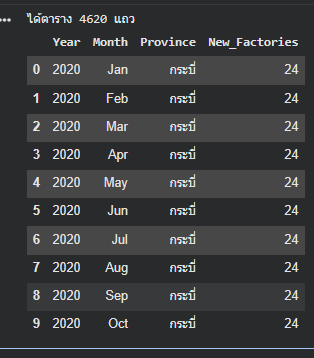 ได้ตาราง 4620 แถว
Year Month Province New_Factories
0 2020 Jan กระบี่ 24
1 2020 Feb กระบี่ 24
2 2020 Mar กระบี่ 24
3 2020 Apr กระบี่ 24
4 2020 May กระบี่ 24
5 2020 Jun กระบี่ 24
6 2020 Jul กระบี่ 24
7 2020 Aug กระบี่ 24
8 2020 Sep กระบี่ 24
9 2020 Oct กระบี่ 24